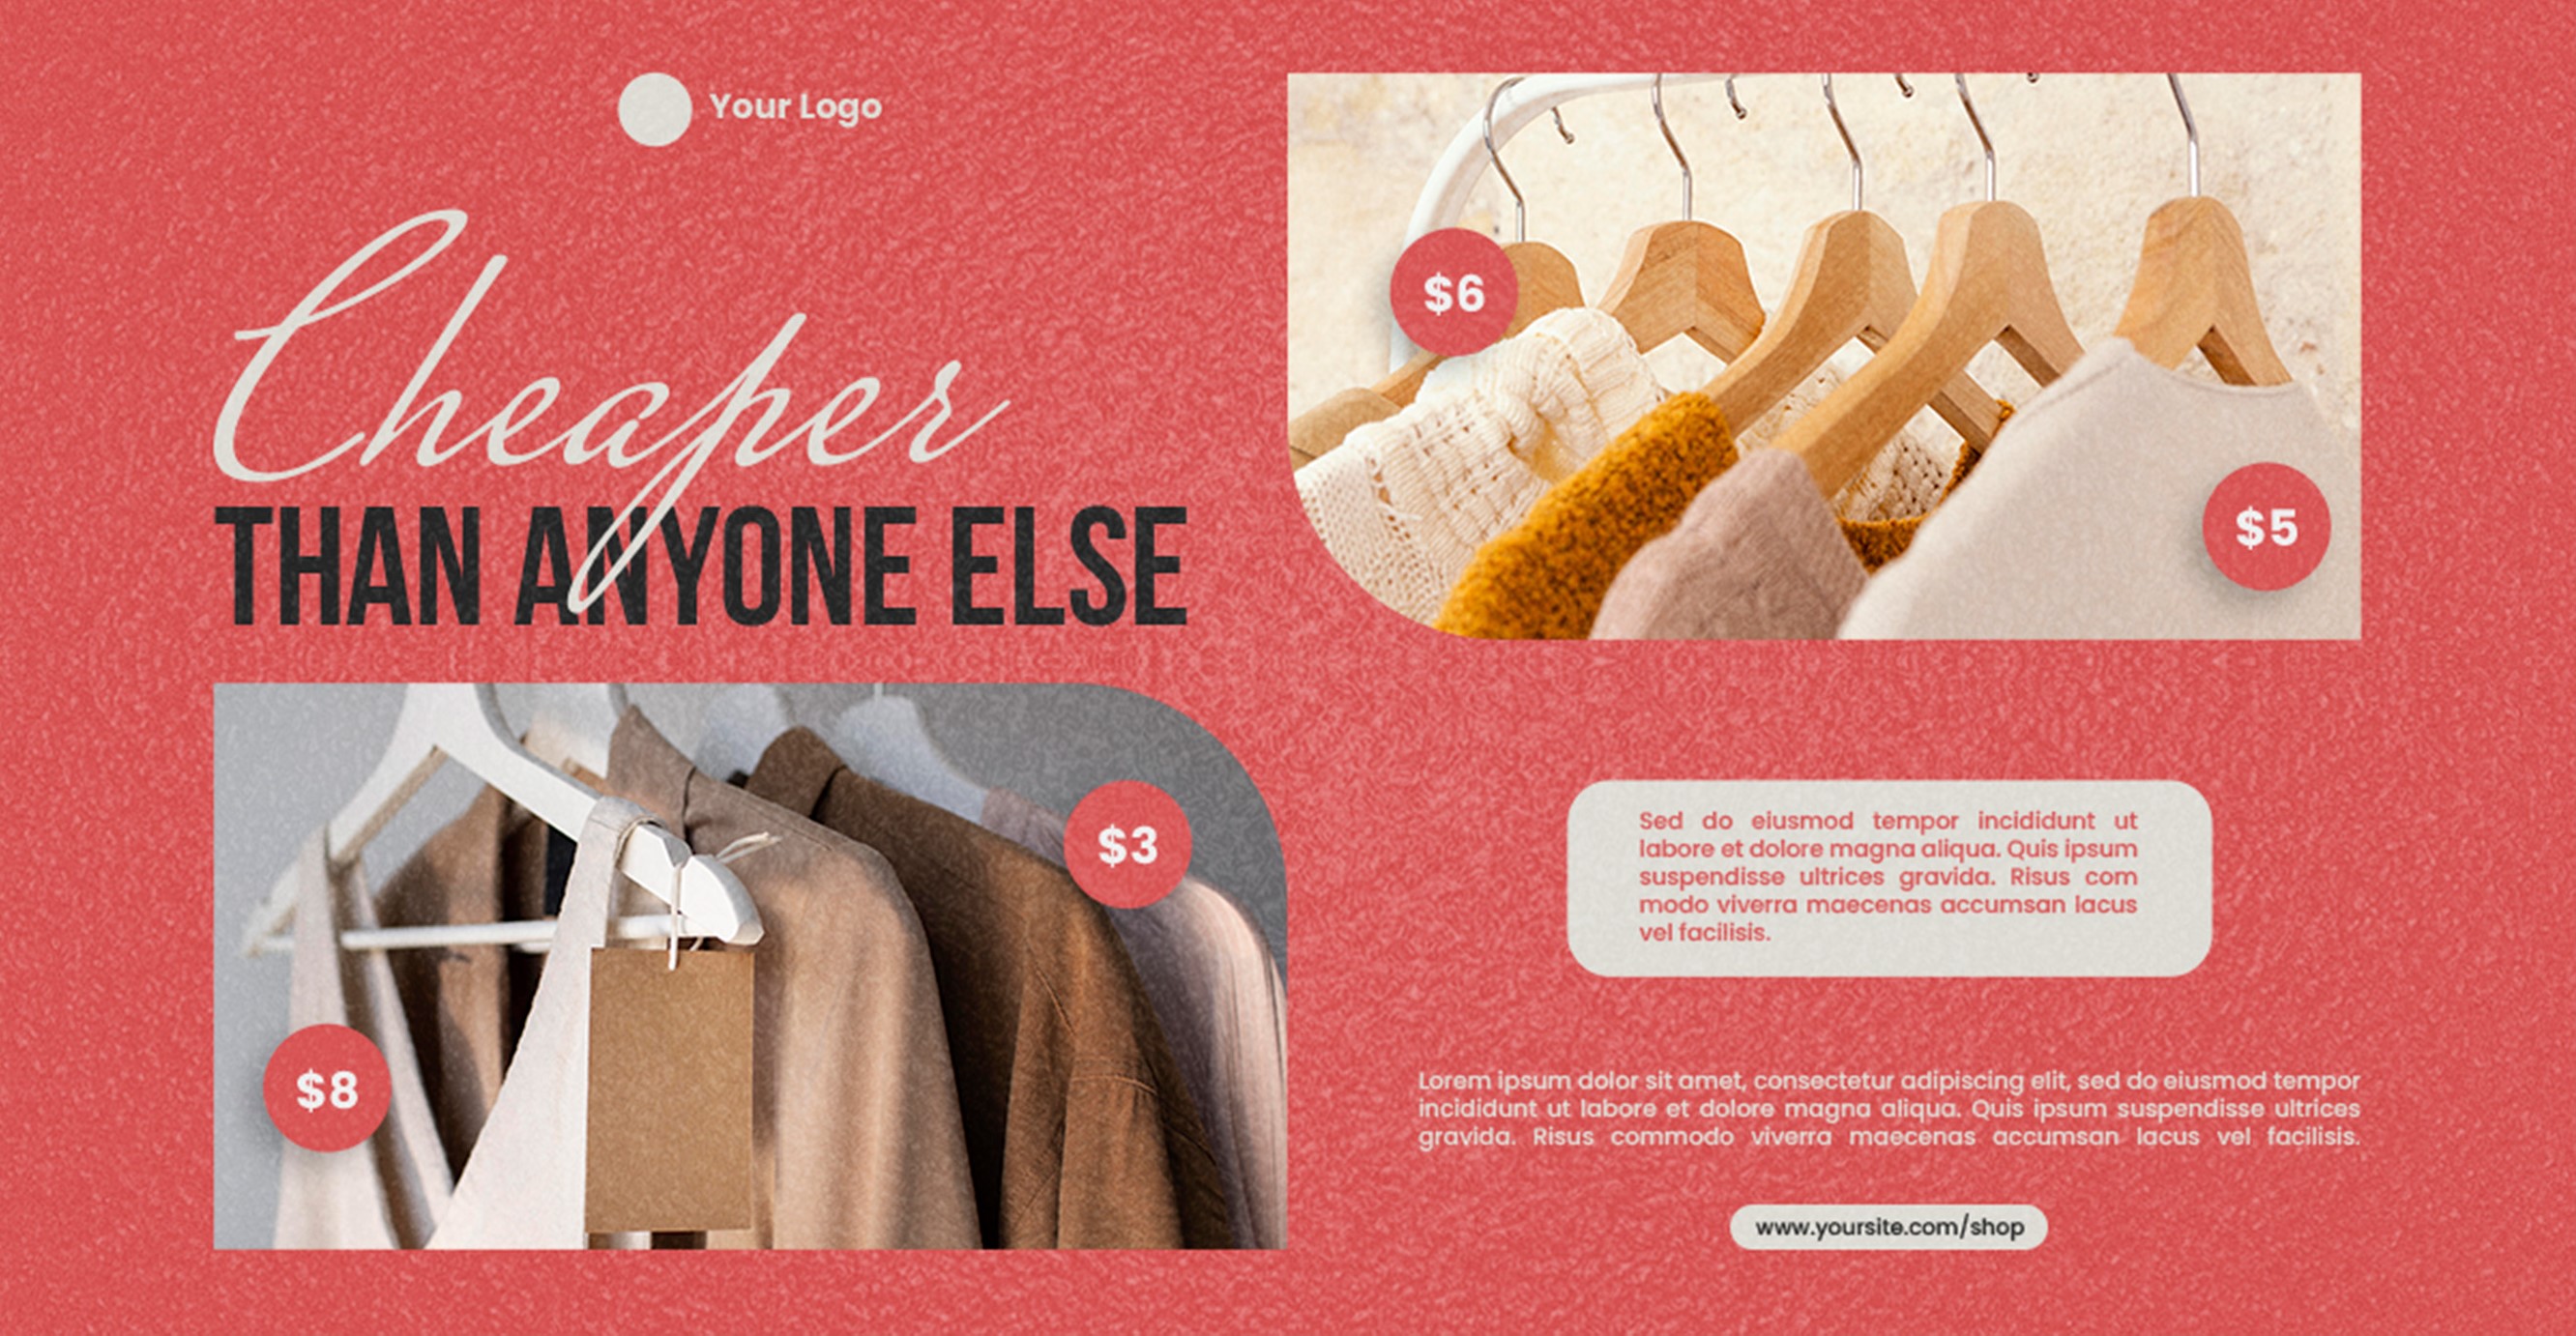 Your Logo
Cheaper
THAN ANYONE ELSE
$6
$5
$3
$8
Sed do eiusmod tempor incididunt ut
labore et dolore magna aliqua. Quis ipsum
suspendisse ultrices gravida. Risus com
modo viverra maecenas accumsan lacus
vel facilisis.
Lorem ipsum dolor sit amet, consectetur adipiscing elit, sed do eiusmod tempor
incididunt ut labore et dolore magna aliqua. Quis ipsum suspendisse ultrices
gravida. Risus commodo viverra maecenas accumsan lacus vel facilisis.
www.yoursite.com/shop